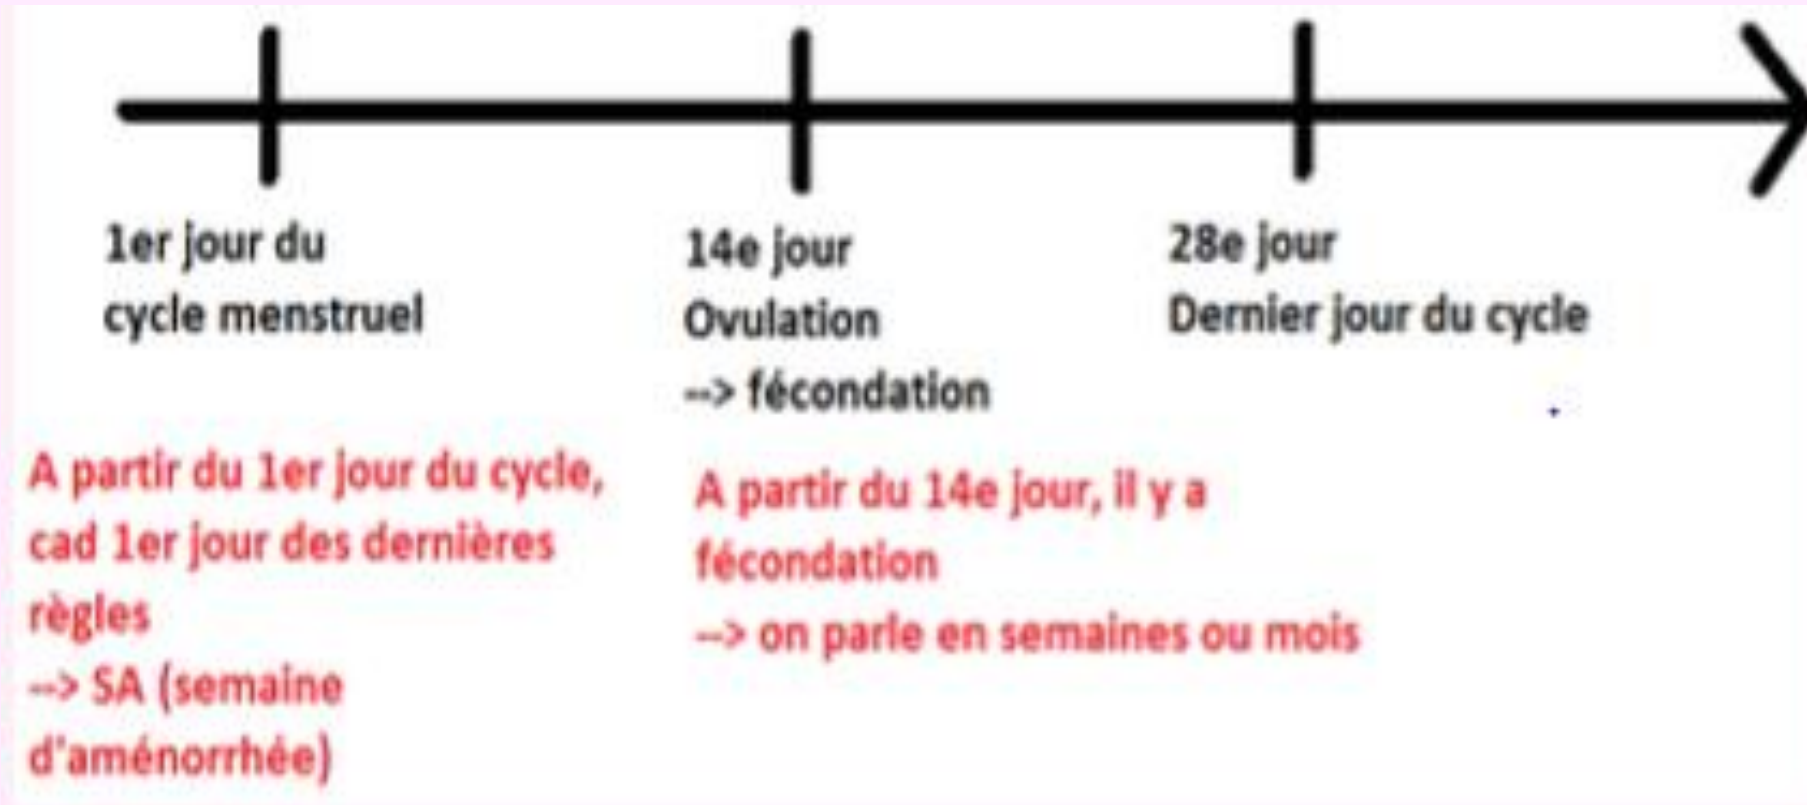 1er jour du
cycle menstruel
14e jour
Ovulation
--> fécondation
28e jour
Dernier jour du cycle
A partir du 1er jour du cycle,
cad 1er jour des dernières
règles
--> SA (semaine
d'aménorrhée)
A partir du 14e jour, il y a
fécondation
--> on parle en semaines ou mois